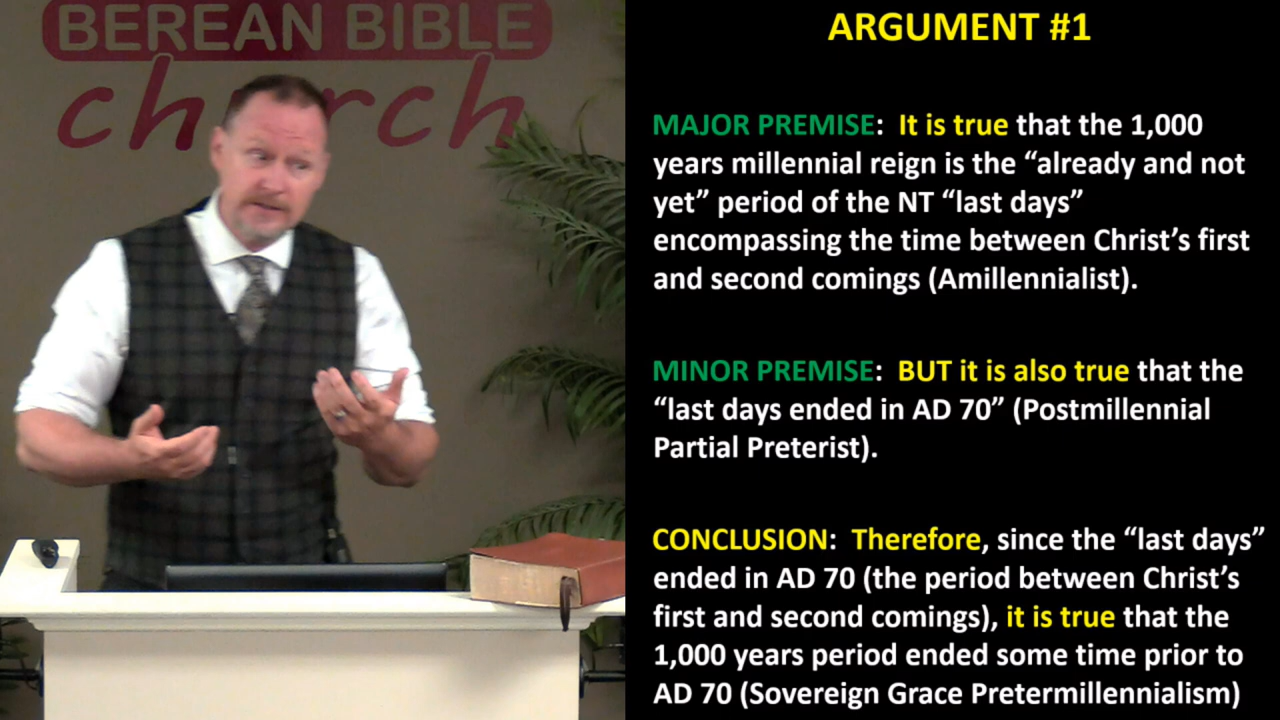 BEREAN BIBLE
church
ARGUMENT #1
MAJOR PREMISE: It is true that the 1,000
years millennial reign is the “already and not
yet” period of the NT “last days”
encompassing the time between Christ’s first
and second comings (Amillennialist).
MINOR PREMISE: BUT it is also true that the
“last days ended in AD 70” (Postmillennial
Partial Preterist).
CONCLUSION: Therefore, since the “last days”
ended in AD 70 (the period between Christ’s
first and second comings), it is true that the
1,000 years period ended some time prior to
AD 70 (Sovereign Grace Pretermillennialism)